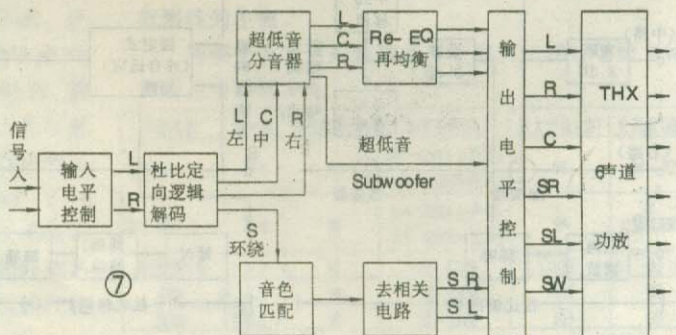 信号入
输入
电平
控制
L
R
杜比定
向逻辑
解码
L
左
C
中
R
右
S
环绕
超低音
分音器
L
C
R
Re-EQ
再均衡
超低音
Subwoofer
音色
匹配
去相关
电路
S R
S L
输出电平控制
L
R
C
SR
SL
SW
THX
6声道
功放
⑦